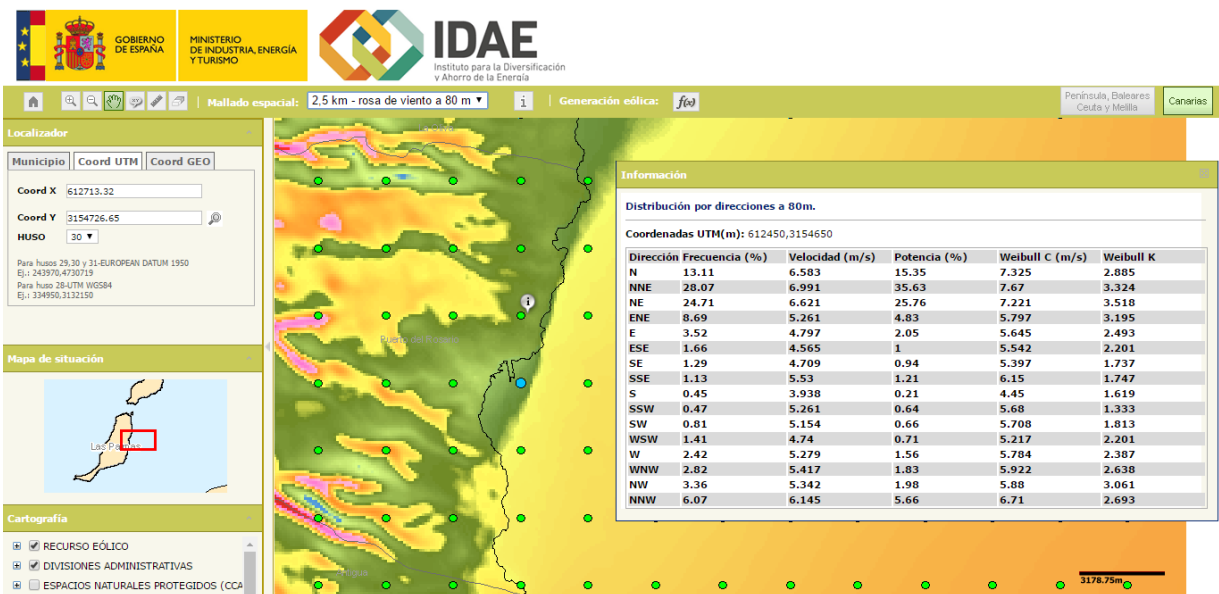 GOBIERNO
DE ESPAÑA
MINISTERIO
DE INDUSTRIA, ENERGÍA
Y TURISMO
IDAE
Instituto para la Diversificación
y Ahorro de la Energía
Mallado espacial: 2,5 km - rosa de viento a 80 m i Generación eólica: f(x)
Península, Baleares
Ceuta y Melilla
Canarias
Localizador
Municipio Coord UTM Coord GEO
Coord X 612713.32
Coord Y 3154726.65
HUSO 30
Para husos 29,30 y 31-EUROPEAN DATUM 1950
Ej.: 243970,4730719
Para huso 28-UTM WGS84
Ej.: 334950,3132150
Mapa de situación
Las Palmas
Cartografía
RECURSO EÓLICO
DIVISIONES ADMINISTRATIVAS
ESPACIOS NATURALES PROTEGIDOS (CCA
La Oliva
Puerto del Rosario
Antigua
Información
Distribución por direcciones a 80m.
Coordenadas UTM(m): 612450,3154650
Dirección Frecuencia (%) Velocidad (m/s) Potencia (%) Weibull C (m/s) Weibull K
N 13.11 6.583 15.35 7.325 2.885
NNE 28.07 6.991 35.63 7.67 3.324
NE 24.71 6.621 25.76 7.221 3.518
ENE 8.69 5.261 4.83 5.797 3.195
E 3.52 4.797 2.05 5.645 2.493
ESE 1.66 4.565 1 5.542 2.201
SE 1.29 4.709 0.94 5.397 1.737
SSE 1.13 5.53 1.21 6.15 1.747
S 0.45 3.938 0.21 4.45 1.619
SSW 0.47 5.261 0.64 5.68 1.333
SW 0.81 5.154 0.66 5.708 1.813
WSW 1.41 4.74 0.71 5.217 2.201
W 2.42 5.279 1.56 5.784 2.387
WNW 2.82 5.417 1.83 5.922 2.638
NW 3.36 5.342 1.98 5.88 3.061
NNW 6.07 6.145 5.66 6.71 2.693
3178.75m